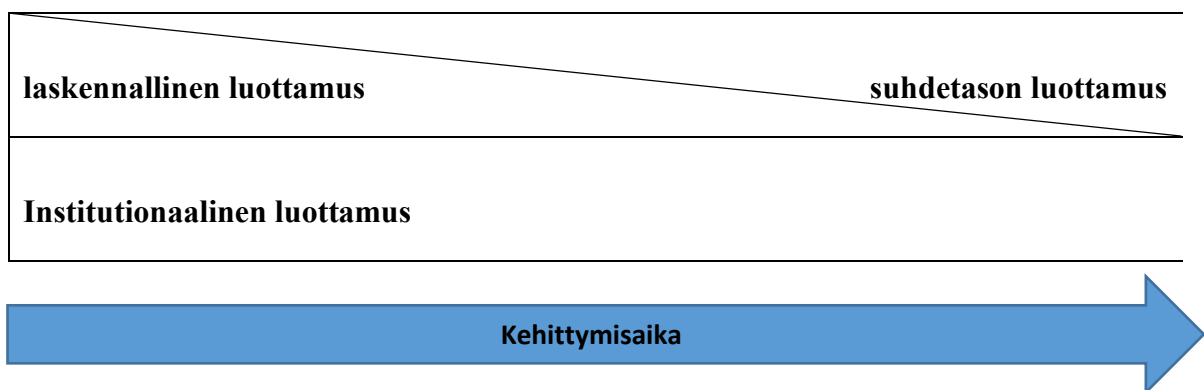 laskennallinen luottamus
suhdetason luottamus
Institutionaalinen luottamus
Kehittymisaika